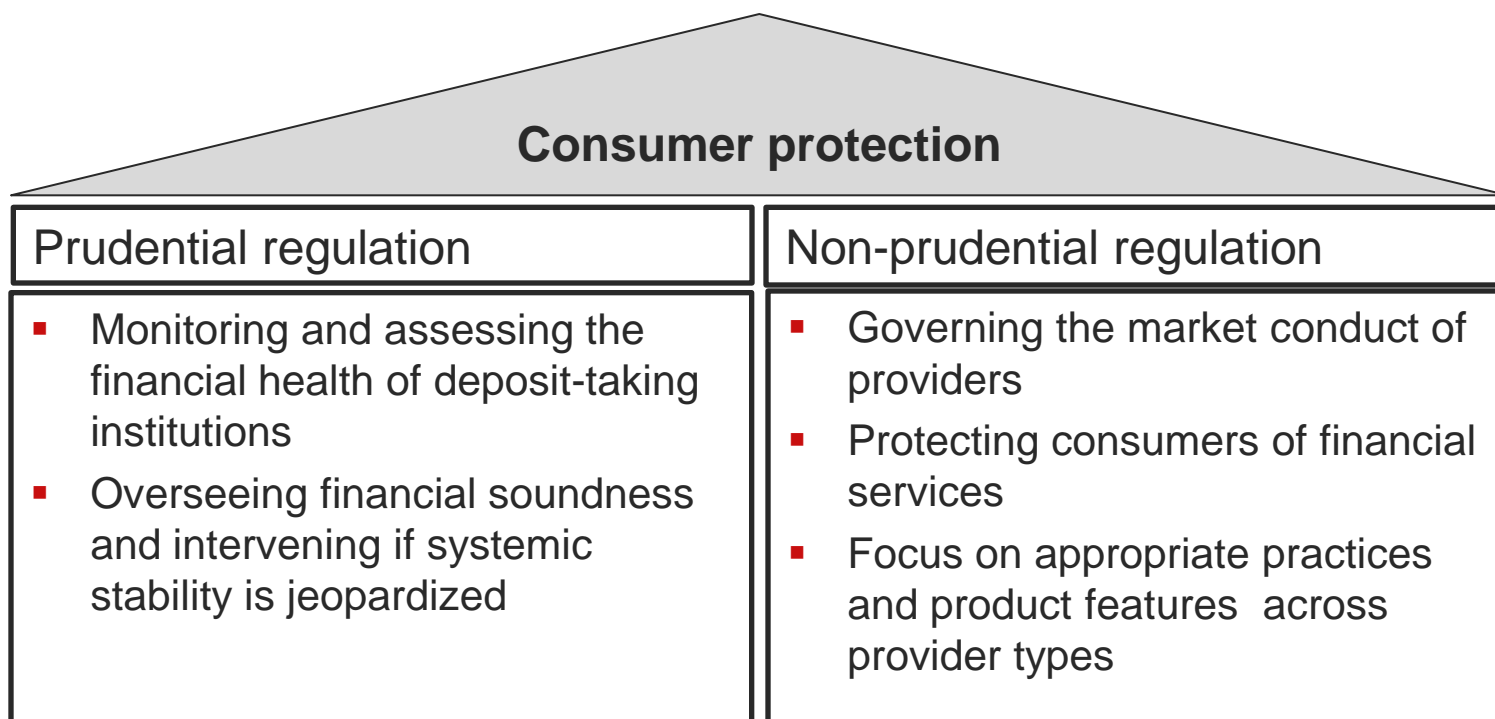 Consumer protection
Prudential regulation
▪ Monitoring and assessing the
financial health of deposit-taking
institutions
▪ Overseeing financial soundness
and intervening if systemic
stability is jeopardized
Non-prudential regulation
▪ Governing the market conduct of
providers
▪ Protecting consumers of financial
services
▪ Focus on appropriate practices
and product features  across
provider types